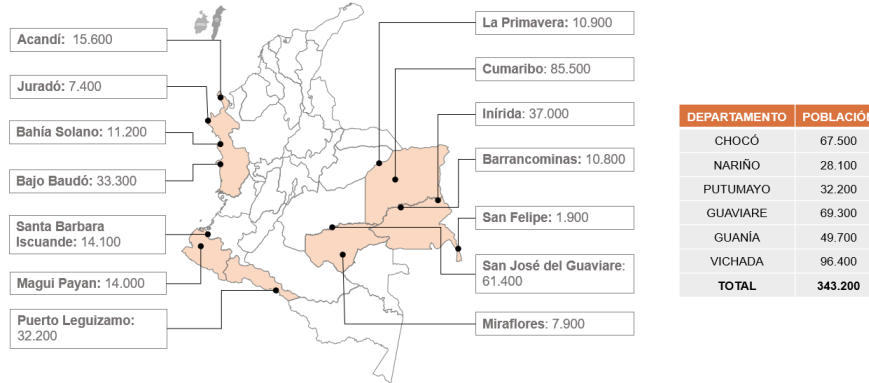 Acandí: 15.600
Juradó: 7.400
Bahía Solano: 11.200
Bajo Baudó: 33.300
Santa Barbara
Iscuande: 14.100
Magui Payan: 14.000
Puerto Leguizamo:
32.200
La Primavera: 10.900
Cumaribo: 85.500
Inírida: 37.000
Barrancominas: 10.800
San Felipe: 1.900
San José del Guaviare:
61.400
Miraflores: 7.900
DEPARTAMENTO POBLACIÓN
CHOCÓ 67.500
NARIÑO 28.100
PUTUMAYO 32.200
GUAVIARE 69.300
GUANÍA 49.700
VICHADA 96.400
TOTAL 343.200